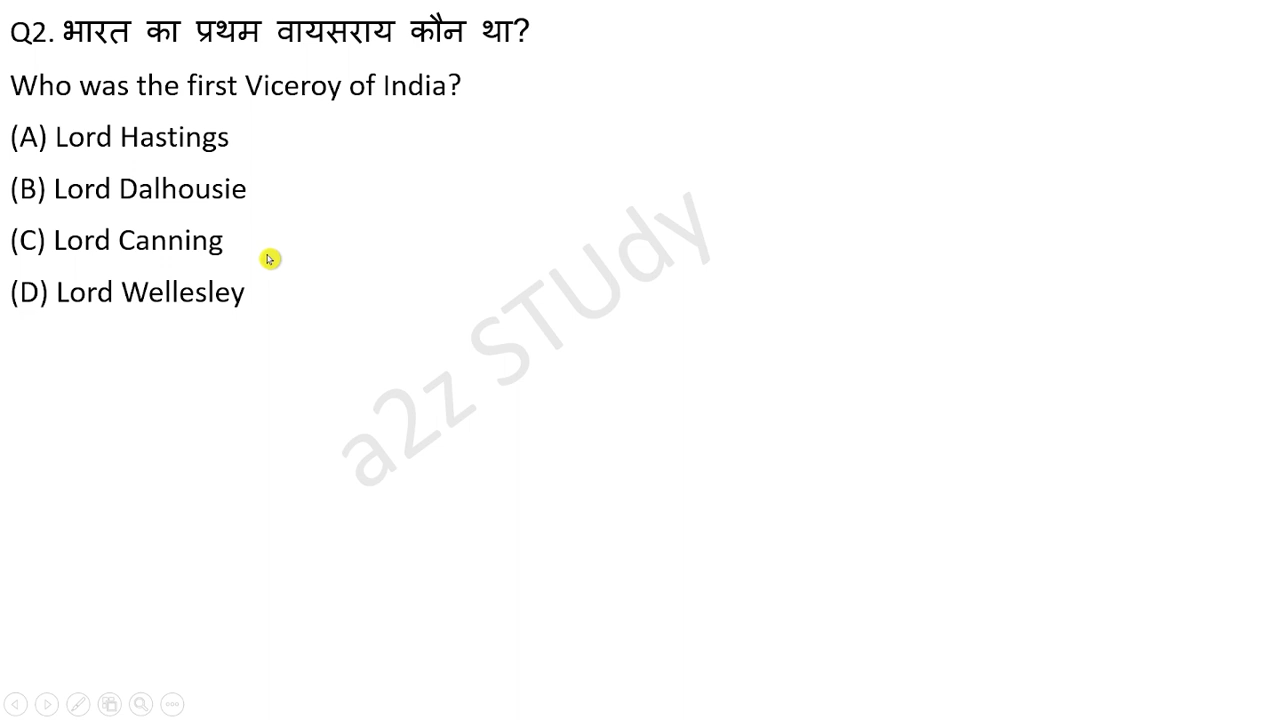 Q2. भारत का प्रथम वायसराय कौन था?
Who was the first Viceroy of India?
(A) Lord Hastings
(B) Lord Dalhousie
(C) Lord Canning
(D) Lord Wellesley
a2z STUdy